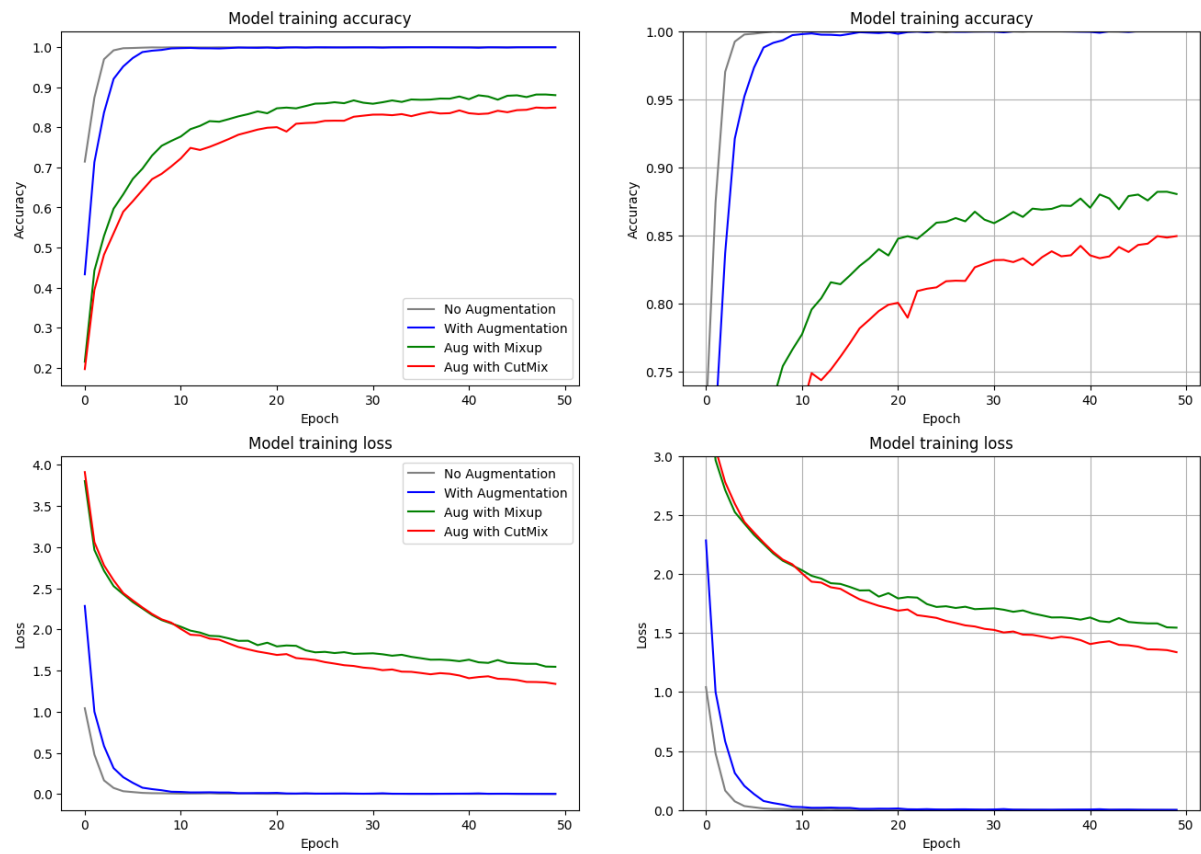 Model training accuracy
1.0
0.9
0.8
0.7
0.6
0.5
0.4
0.3
0.2
Accuracy
No Augmentation
With Augmentation
Aug with Mixup
Aug with CutMix
0 10 20 30 40 50
Epoch
Model training accuracy
1.00
0.95
0.90
0.85
0.80
0.75
Accuracy
0 10 20 30 40 50
Epoch
Model training loss
4.0
3.5
3.0
2.5
2.0
1.5
1.0
0.5
0.0
Loss
No Augmentation
With Augmentation
Aug with Mixup
Aug with CutMix
0 10 20 30 40 50
Epoch
Model training loss
3.0
2.5
2.0
1.5
1.0
0.5
0.0
Loss
0 10 20 30 40 50
Epoch